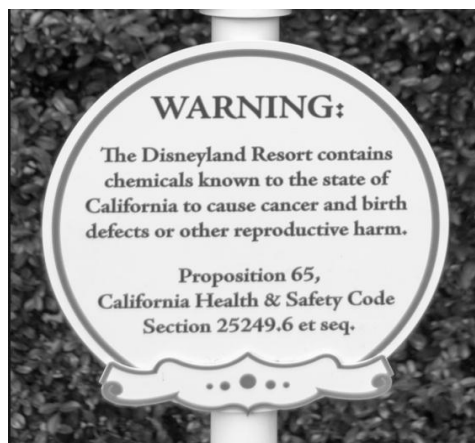 WARNING:
The Disneyland Resort contains
chemicals known to the state of
California to cause cancer and birth
defects or other reproductive harm.
Proposition 65,
California Health & Safety Code
Section 25249.6 et seq.